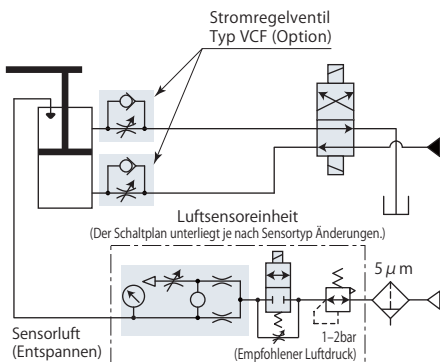 Stromregelventil
Typ VCF (Option)
Luftsensoreinheit
(Der Schaltplan unterliegt je nach Sensortyp Änderungen.)
5 μm
Sensorluft
(Entspannen)
1–2bar
(Empfohlener Luftdruck)